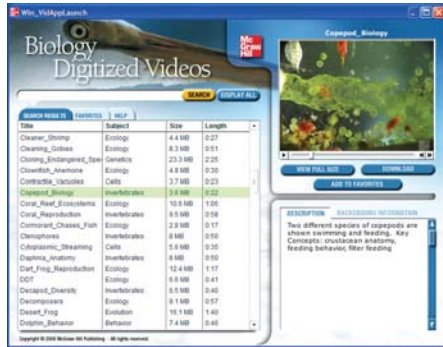 Win_VidAppLaunch
Biology
Digitized Videos
Mc
Graw
Hill
Copepod_Biology
SEARCH DISPLAY ALL
SEARCH RESULTS FAVORITES HELP
Title Subject Size Length
Cleaner_Shrimp Ecology 4.4 MB 0:27
Cleaning_Gobies Ecology 8.3 MB 0:51
Cloning_Endangered_Spe Genetics 23.3 MB 2:25
Clownfish_Anemone Ecology 4.8 MB 0:30
Contractile_Vacuoles Cells 3.7 MB 0:23
Copepod_Biology Invertebrates 3.6 MB 0:22
Coral_Reef_Ecosystems Ecology 10.8 MB 1:06
Coral_Reproduction Invertebrates 9.5 MB 0:58
Cormorant_Chases_Fish Ecology 2.8 MB 0:17
Ctenophores Invertebrates 8 MB 0:50
Cytoplasmic_Streaming Cells 5.6 MB 0:35
Daphnia_Anatomy Invertebrates 8 MB 0:50
Dart_Frog_Reproduction Ecology 12.4 MB 1:17
DDT Ecology 6.6 MB 0:41
Decapod_Diversity Invertebrates 6.5 MB 0:40
Decomposers Ecology 9.1 MB 0:57
Desert_Frog Evolution 16.1 MB 1:40
Dolphin_Behavior Behavior 7.4 MB 0:46
VIEW FULL SIZE DOWNLOAD
ADD TO FAVORITES
DESCRIPTION BACKGROUND INFORMATION
Two different species of copepods are
shown swimming and feeding. Key
Concepts: crustacean anatomy,
feeding behavior, filter feeding
McGraw Hill Publishing - All rights reserved.